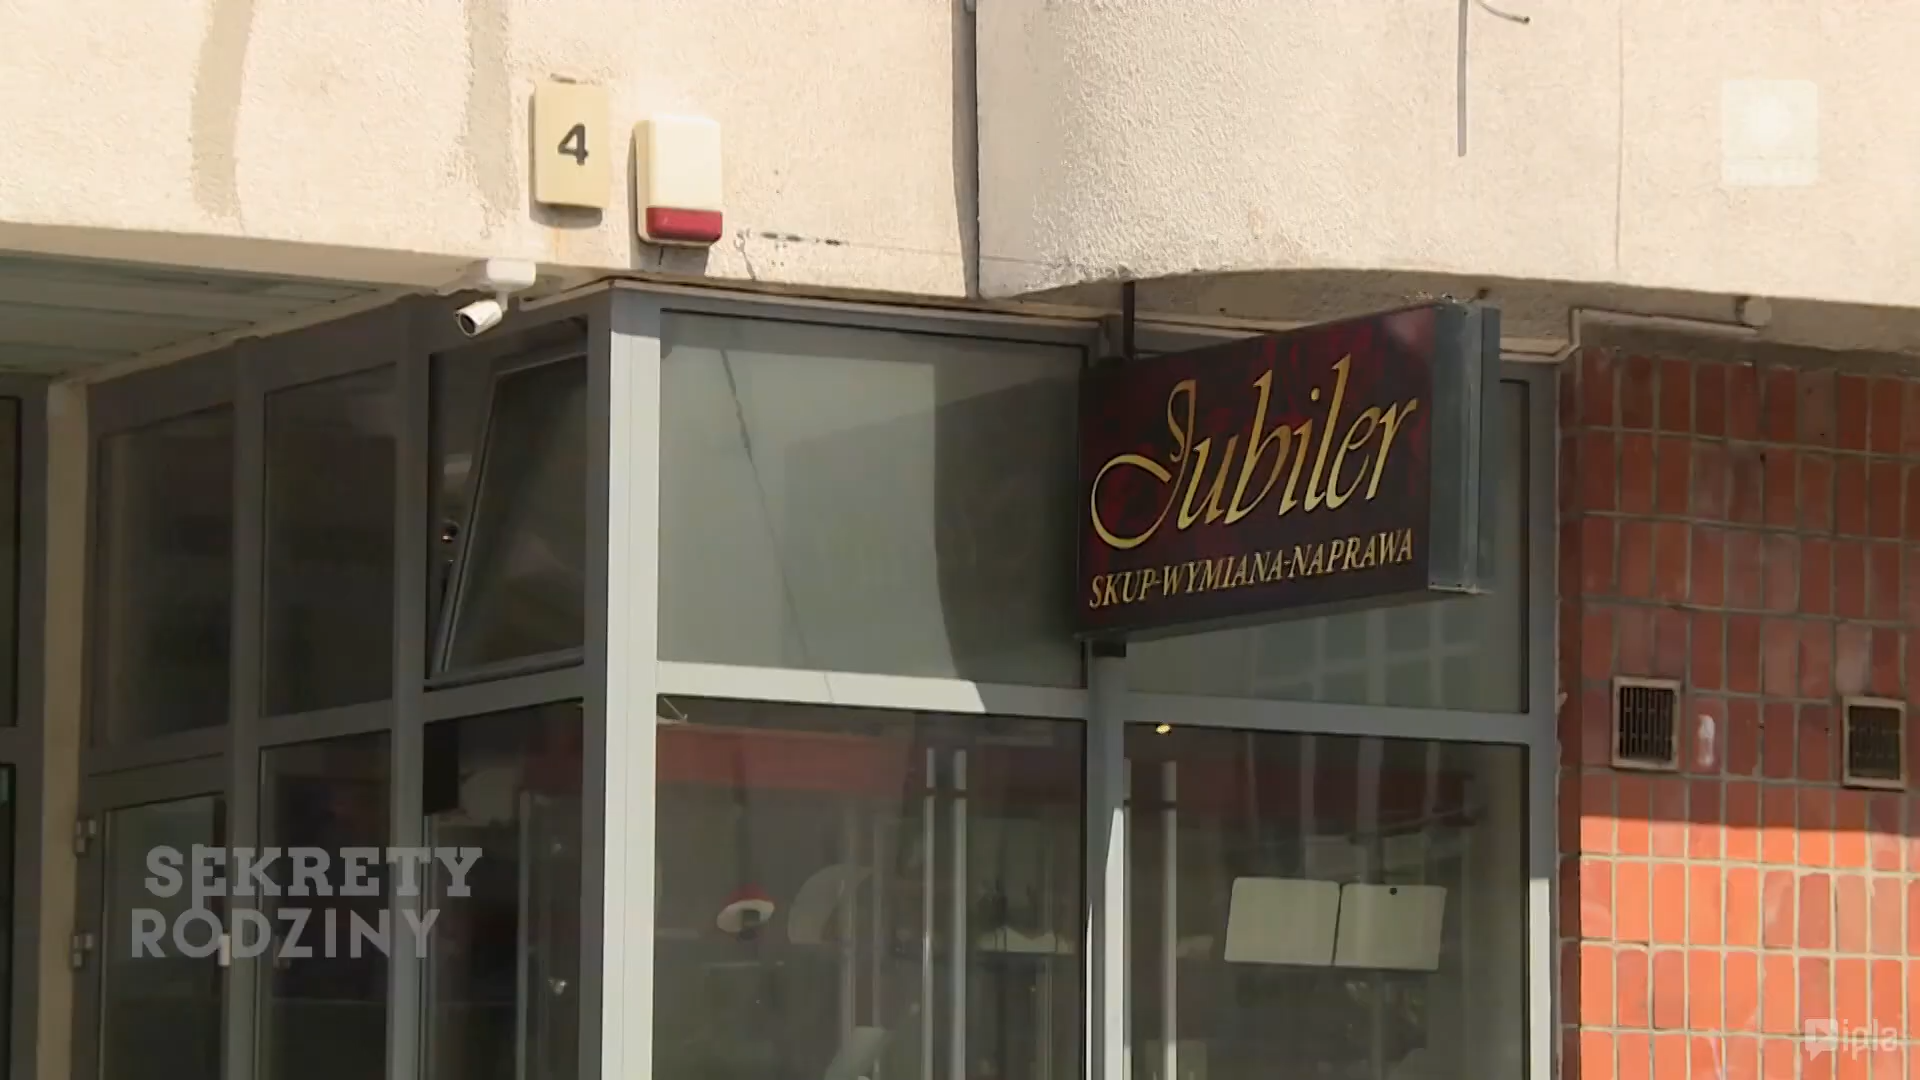 4
Jubiler
SKUP-WYMIANA-NAPRAWA
SEKRETY
RODZINY
ipla